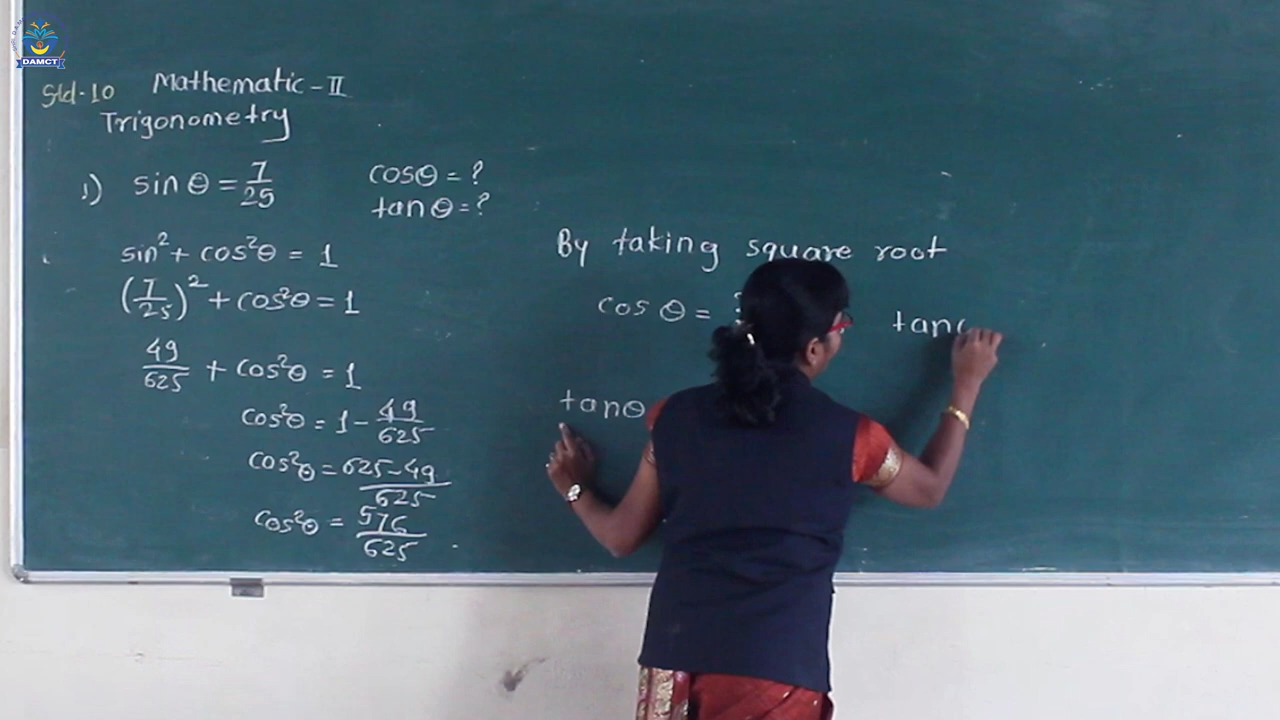 DAMCT
Std-10 Mathematic-II
Trigonometry
1) sin θ = 7/25 cosθ = ?
tan θ = ?
sin² + cos²θ = 1
(7/25)² + cos²θ = 1
49/625 + cos²θ = 1
cos²θ = 1 - 49/625
cos²θ = 625-49/625
cos²θ = 576/625
By taking square root
cos θ =
tan
tanθ